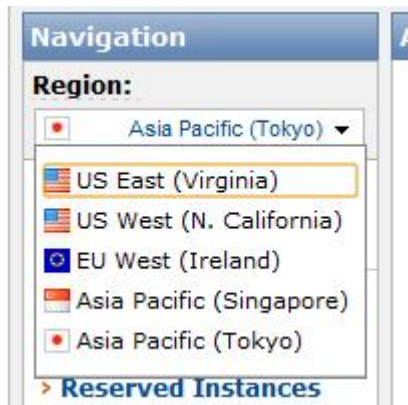 Navigation
Region:
Asia Pacific (Tokyo)
US East (Virginia)
US West (N. California)
EU West (Ireland)
Asia Pacific (Singapore)
Asia Pacific (Tokyo)
> Reserved Instances